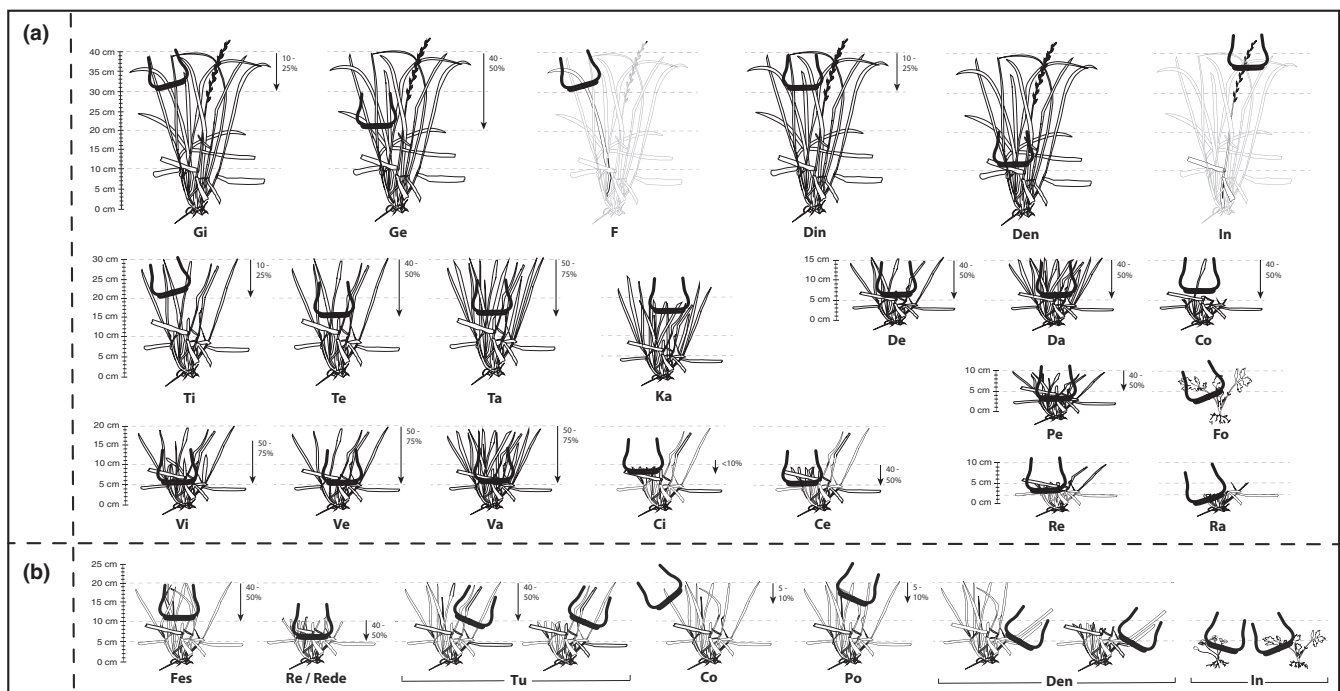 (a)
40 cm
35 cm
30 cm
25 cm
20 cm
15 cm
10 cm
5 cm
0 cm
10 -
25%
40 -
50%
10 -
25%
Gi Ge F Din Den In
30 cm
25 cm
20 cm
15 cm
10 cm
5 cm
0 cm
10 -
25%
40 -
50%
50 -
75%
Ti Te Ta Ka
15 cm
10 cm
5 cm
0 cm
40 -
50%
40 -
50%
40 -
50%
De Da Co
10 cm
5 cm
0 cm
40 -
50%
Pe Fo
20 cm
15 cm
10 cm
5 cm
0 cm
50 -
75%
50 -
75%
50 -
75%
<10%
40 -
50%
Vi Ve Va Ci Ce
10 cm
5 cm
0 cm
Re Ra
(b)
25 cm
20 cm
15 cm
10 cm
5 cm
0 cm
40 -
50%
40 -
50%
40 -
50%
5 -
10%
5 -
10%
Fes Re / Rede Tu Co Po Den In